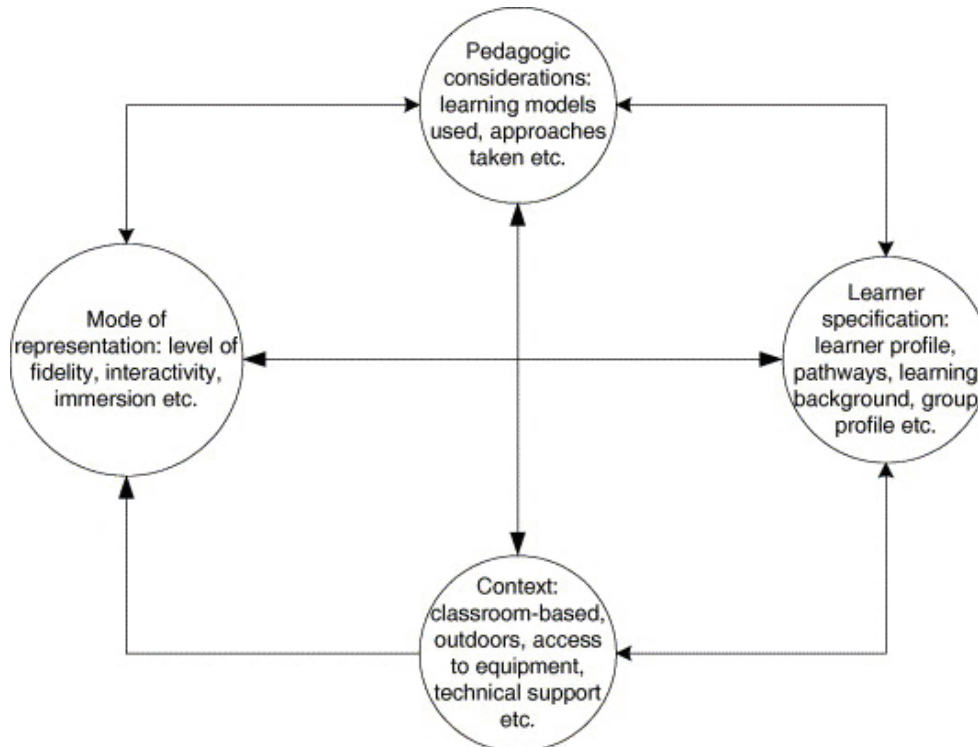 Pedagogic
considerations:
learning models
used, approaches
taken etc.
Mode of
representation: level of
fidelity, interactivity,
immersion etc.
Learner
specification:
learner profile,
pathways, learning
background, group
profile etc.
Context:
classroom-based,
outdoors, access
to equipment,
technical support
etc.